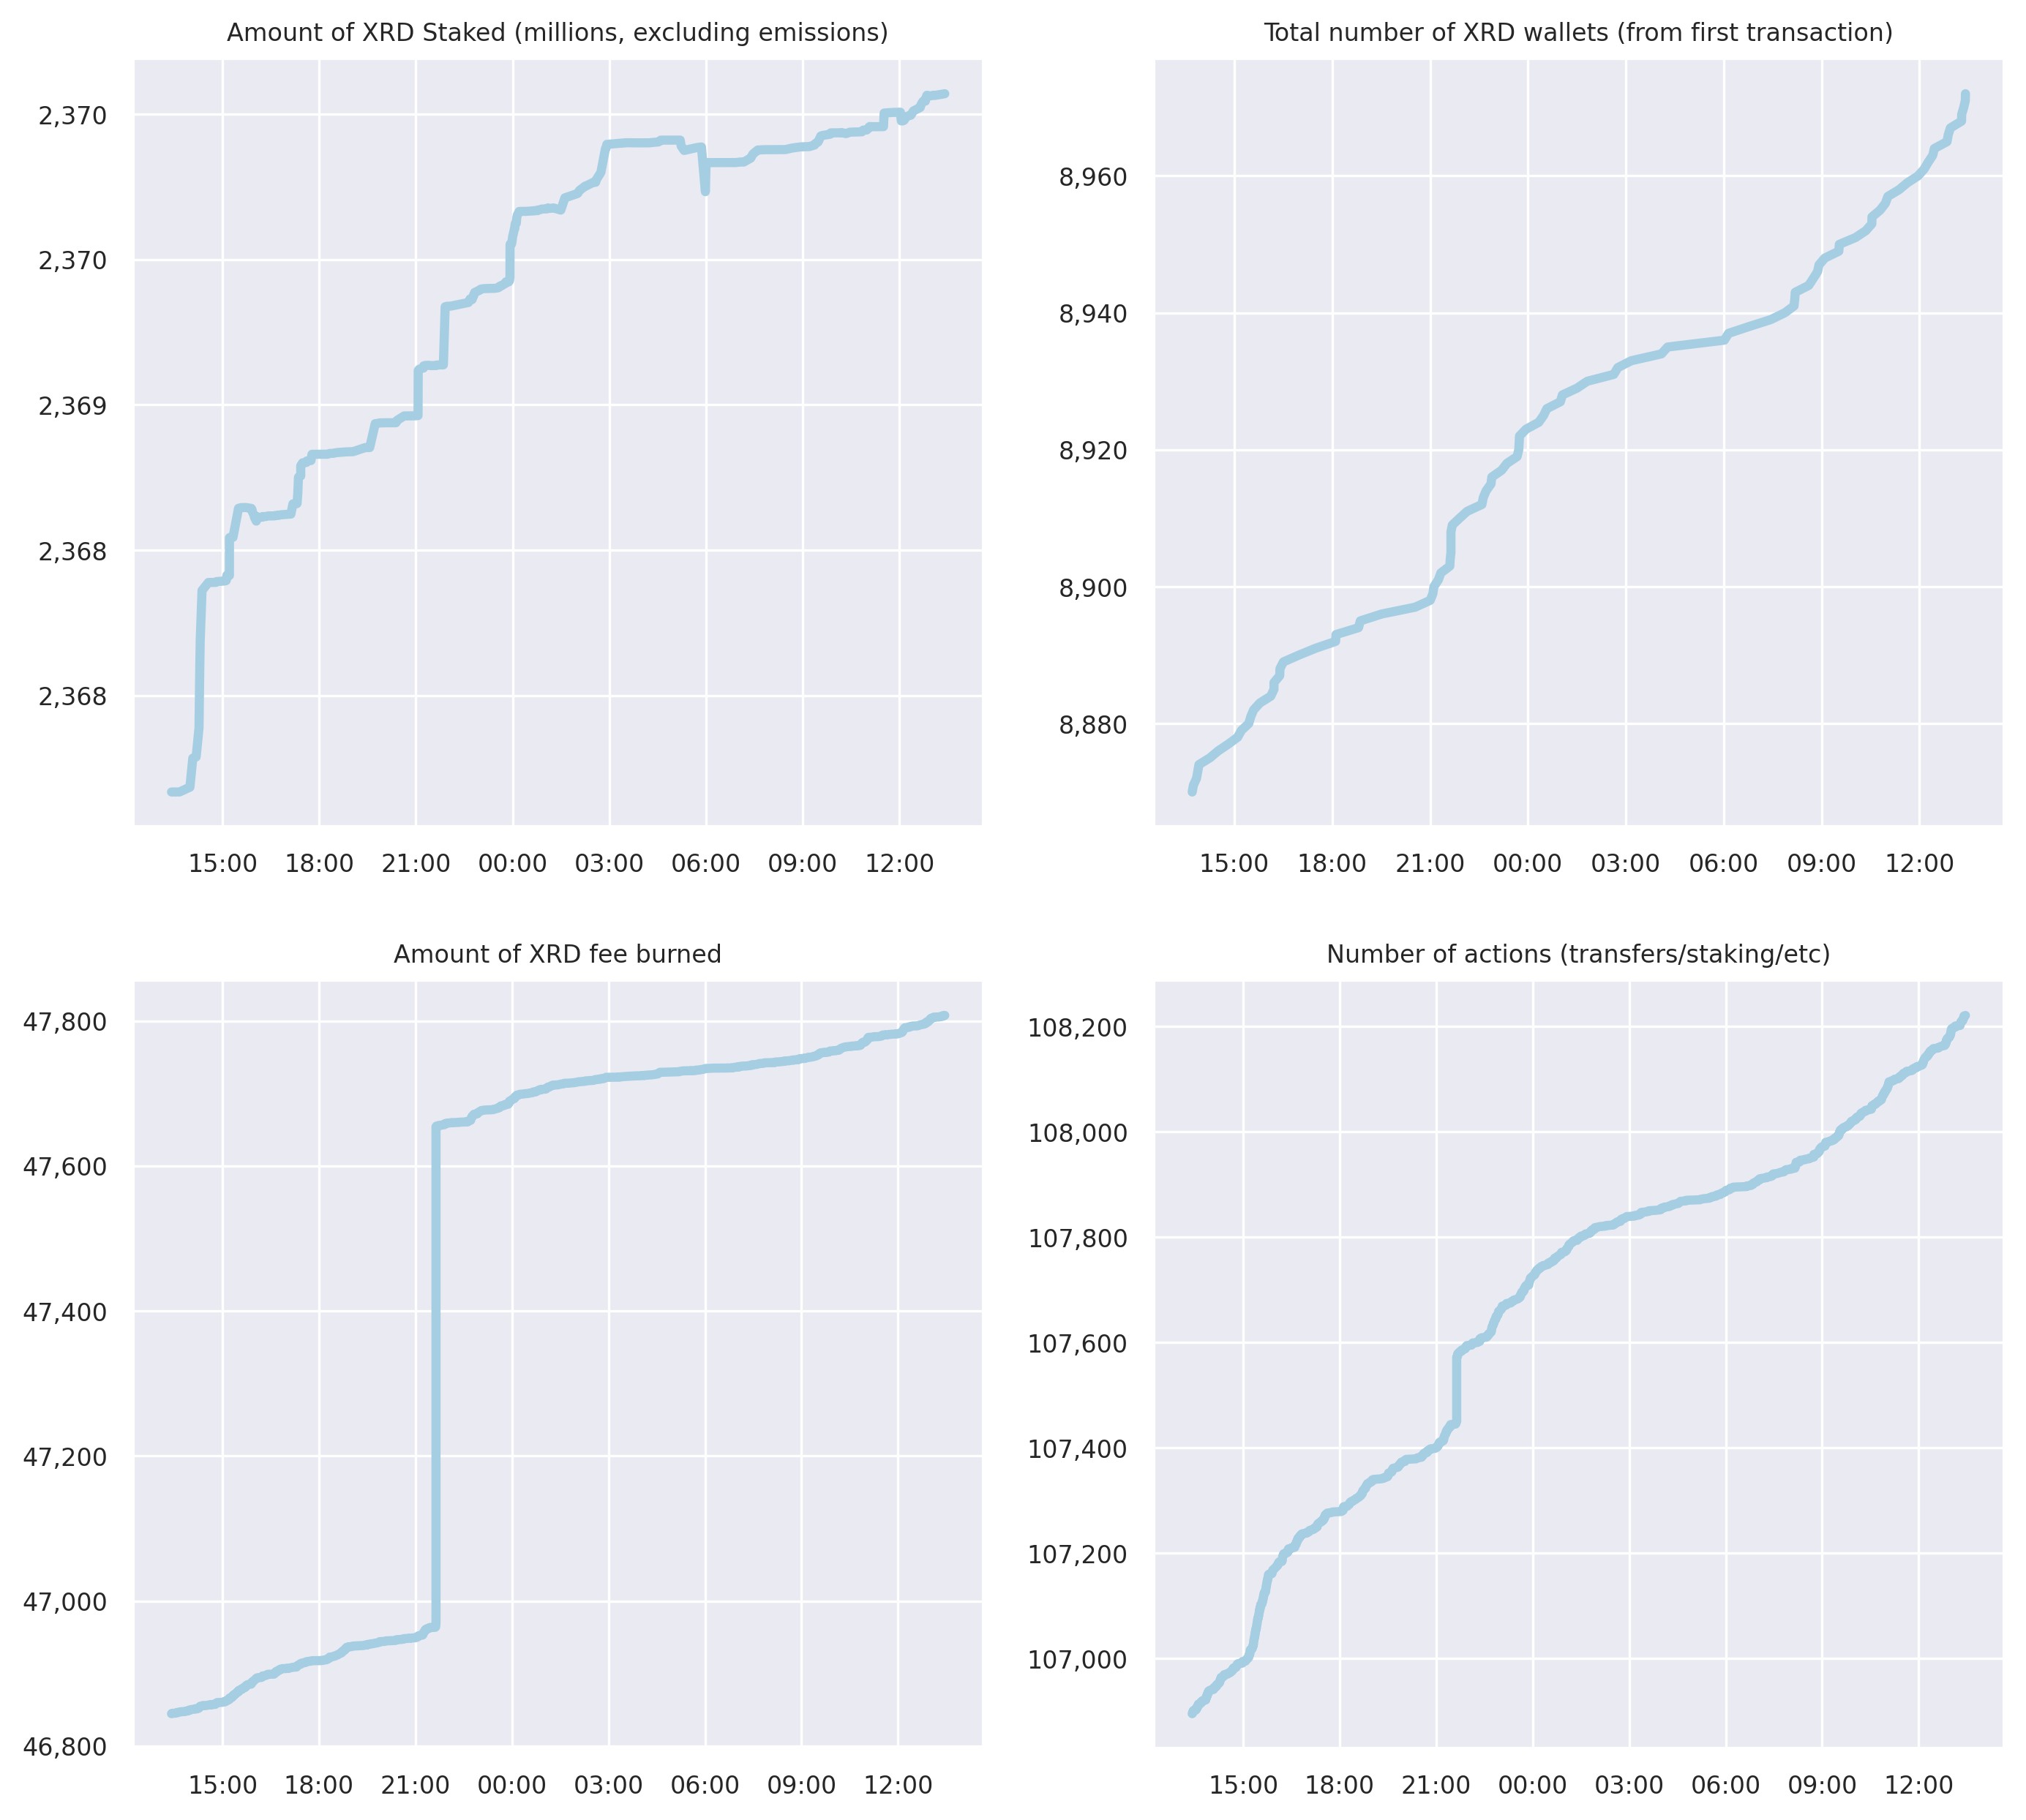 Amount of XRD Staked (millions, excluding emissions)
2,370
2,370
2,369
2,368
2,368
15:00 18:00 21:00 00:00 03:00 06:00 09:00 12:00
Total number of XRD wallets (from first transaction)
8,960
8,940
8,920
8,900
8,880
15:00 18:00 21:00 00:00 03:00 06:00 09:00 12:00
Amount of XRD fee burned
47,800
47,600
47,400
47,200
47,000
46,800
15:00 18:00 21:00 00:00 03:00 06:00 09:00 12:00
Number of actions (transfers/staking/etc)
108,200
108,000
107,800
107,600
107,400
107,200
107,000
15:00 18:00 21:00 00:00 03:00 06:00 09:00 12:00